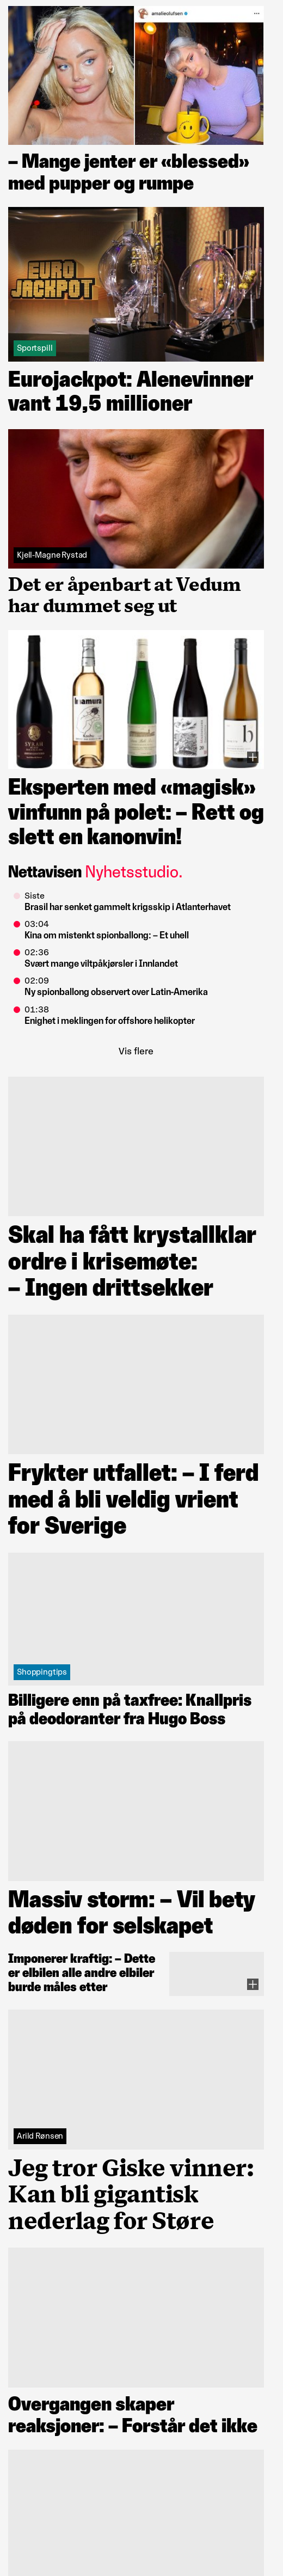 amalieolufsen
– Mange jenter er «blessed»
med pupper og rumpe
EURO
JACKPOT
Sportspill
Eurojackpot: Alenevinner
vant 19,5 millioner
Kjell-Magne Rystad
Det er åpenbart at Vedum
har dummet seg ut
Eksperten med «magisk»
vinfunn på polet: – Rett og
slett en kanonvin!
Nettavisen Nyhetsstudio.
Siste
Brasil har senket gammelt krigsskip i Atlanterhavet
03:04
Kina om mistenkt spionballong: – Et uhell
02:36
Svært mange viltpåkjørsler i Innlandet
02:09
Ny spionballong observert over Latin-Amerika
01:38
Enighet i meklingen for offshore helikopter
Vis flere
Skal ha fått krystallklar
ordre i krisemøte:
– Ingen drittsekker
Frykter utfallet: – I ferd
med å bli veldig vrient
for Sverige
Shoppingtips
Billigere enn på taxfree: Knallpris
på deodoranter fra Hugo Boss
Massiv storm: – Vil bety
døden for selskapet
Imponerer kraftig: – Dette
er elbilen alle andre elbiler
burde måles etter
Arild Rønsen
Jeg tror Giske vinner:
Kan bli gigantisk
nederlag for Støre
Overgangen skaper
reaksjoner: – Forstår det ikke